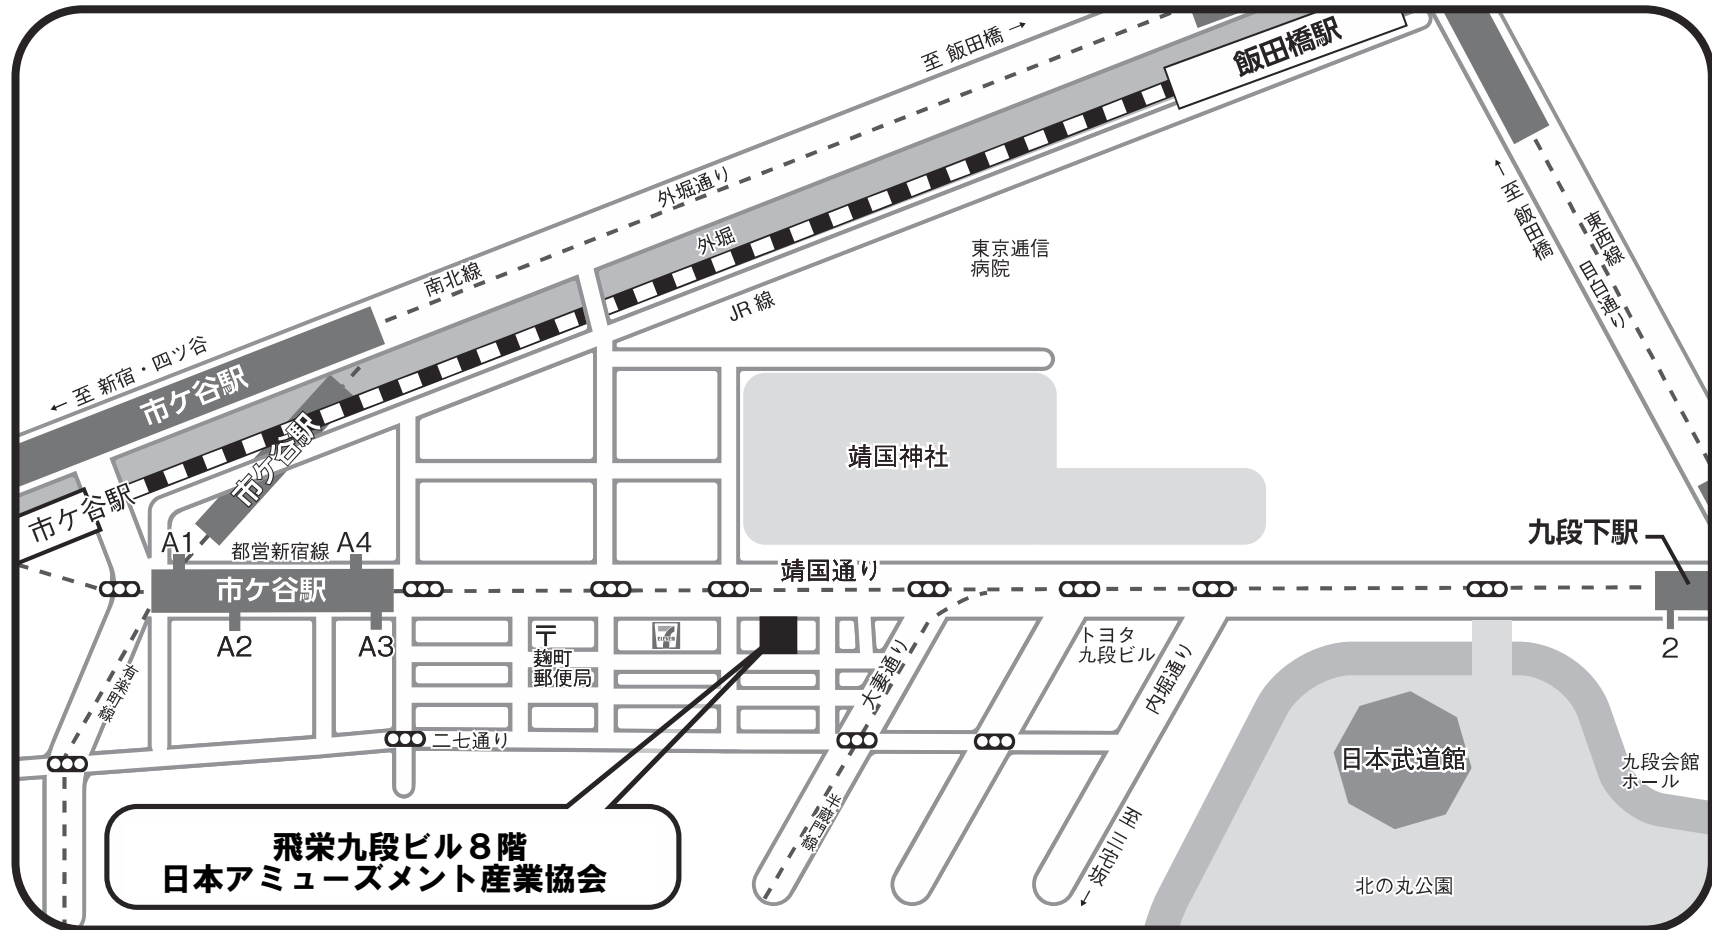 飯田橋駅
至 飯田橋 →
外堀通り
外堀
南北線
JR 線
東京逓信
病院
← 至 飯田橋
東西線
目白通り
← 至 新宿・四ツ谷
市ケ谷駅
市ケ谷駅
市ケ谷駅
靖国神社
九段下駅
A1
都営新宿線
A4
市ケ谷駅
靖国通り
A2
A3
〒
麹町
郵便局
7
ELEVEN
トヨタ
九段ビル
2
有楽町線
大妻通り
内堀通り
二七通り
日本武道館
九段会館
ホール
半蔵門線
至 三宅坂 →
北の丸公園
飛栄九段ビル８階
日本アミューズメント産業協会